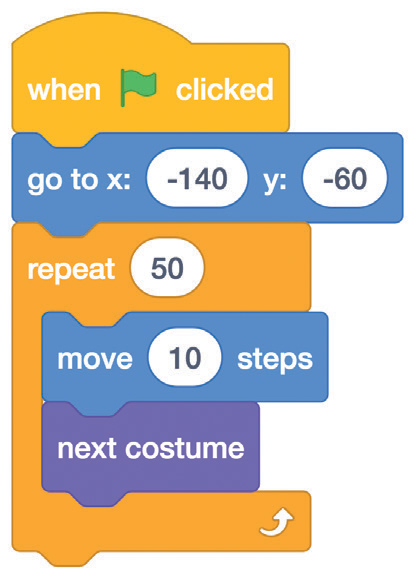 when clicked
go to x: -140 y: -60
repeat 50
move 10 steps
next costume